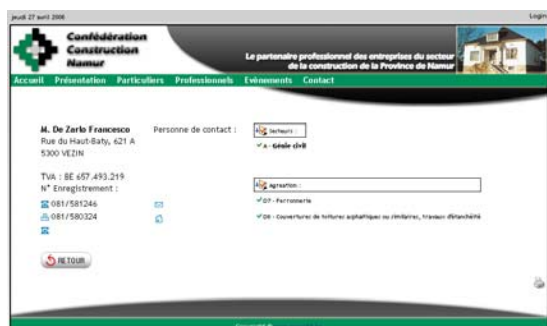 jeudi 27 avril 2006
Login
Confédération
Construction
Namur
Le partenaire professionnel des entreprises du secteur
de la construction de la Province de Namur
Accueil Présentation Particuliers Professionnels Evènements Contact
M. De Zarlo Francesco
Rue du Haut-Baty, 621 A
5300 VEZIN
Personne de contact :
Secteurs :
A - Génie civil
TVA : BE 657.493.219
N° Enregistrement :
081/581246
081/580324
Agreation :
D7 - Ferronnerie
D8 - Couvertures de toitures asphaltiques ou similaires, travaux d'étanchéité
RETOUR